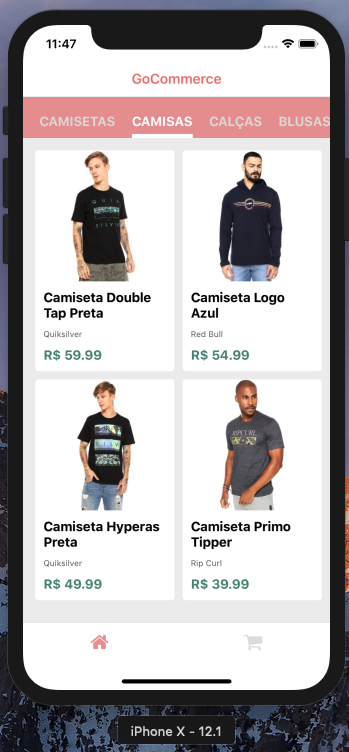 11:47
GoCommerce
CAMISETAS CAMISAS CALÇAS BLUSAS
Camiseta Double
Tap Preta
Quiksilver
R$ 59.99
Camiseta Logo
Azul
Red Bull
R$ 54.99
Camiseta Hyperas
Preta
Quiksilver
R$ 49.99
Camiseta Primo
Tipper
Rip Curl
R$ 39.99
iPhone X - 12.1